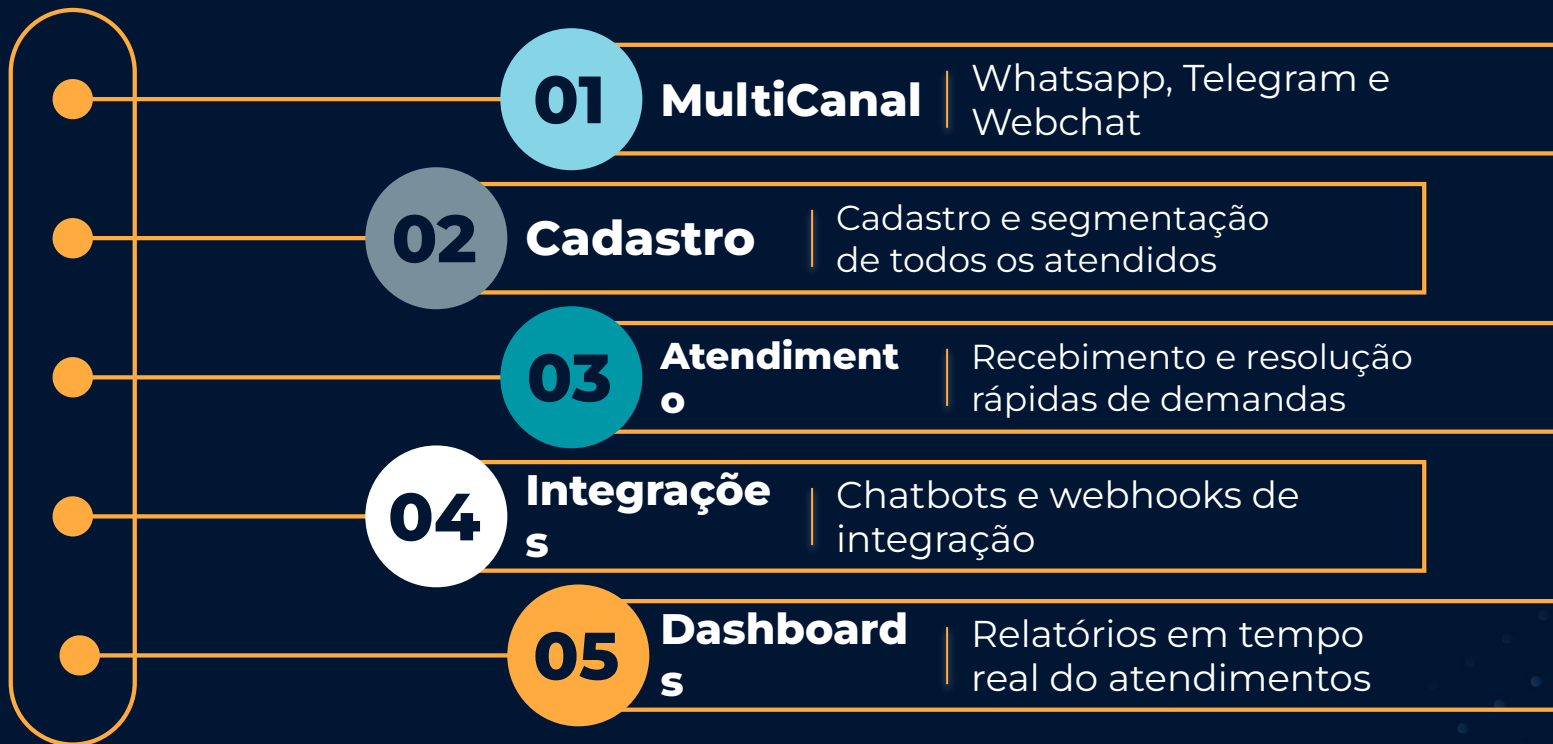 01
MultiCanal
Whatsapp, Telegram e
Webchat
02
Cadastro
Cadastro e segmentação
de todos os atendidos
03
Atendiment
o
Recebimento e resolução
rápidas de demandas
04
Integraçõe
s
Chatbots e webhooks de
integração
05
Dashboard
s
Relatórios em tempo
real do atendimentos